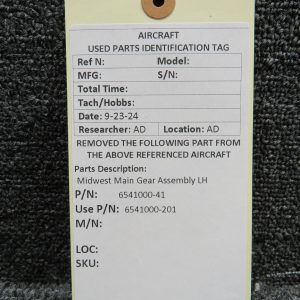 AIRCRAFT
USED PARTS IDENTIFICATION TAG
Ref N: Model:
MFG: S/N:
Total Time:
Tach/Hobbs:
Date: 9-23-24
Researcher: AD Location: AD
REMOVED THE FOLLOWING PART FROM
THE ABOVE REFERENCED AIRCRAFT
Parts Description:
Midwest Main Gear Assembly LH
P/N: 6541000-41
Use P/N: 6541000-201
M/N:
LOC:
SKU: